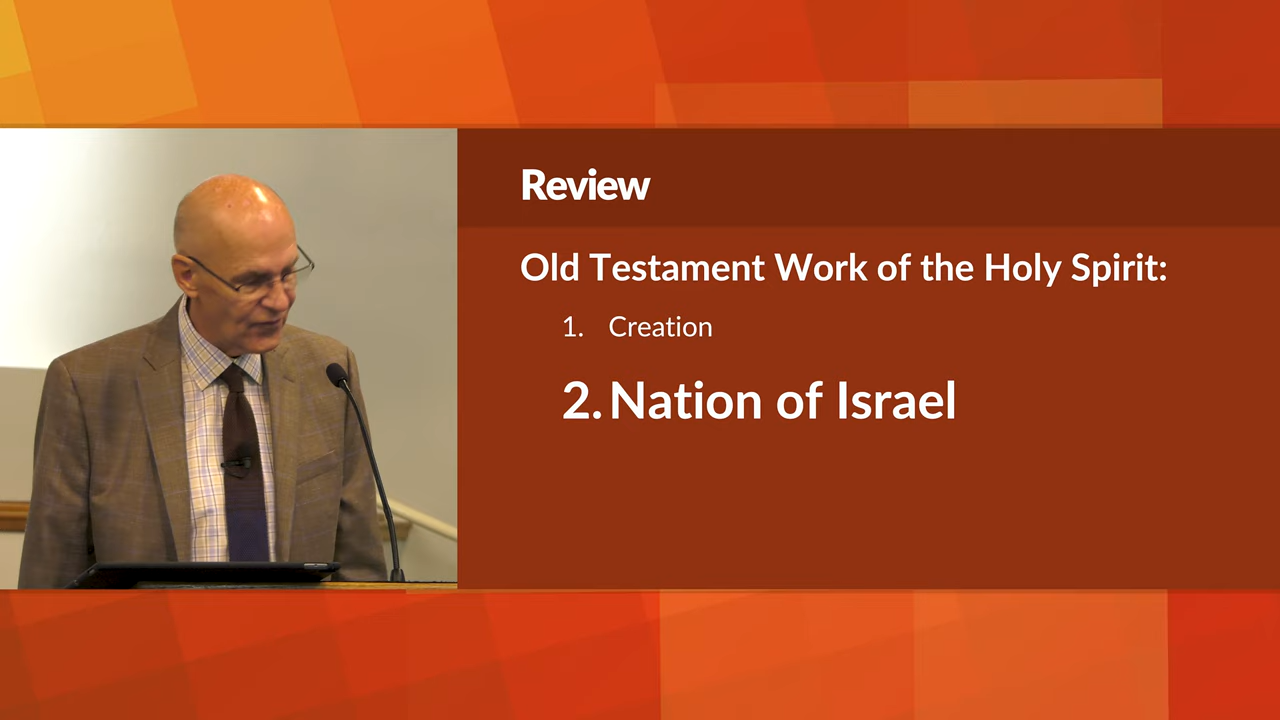 Review
Old Testament Work of the Holy Spirit:
1. Creation
2. Nation of Israel